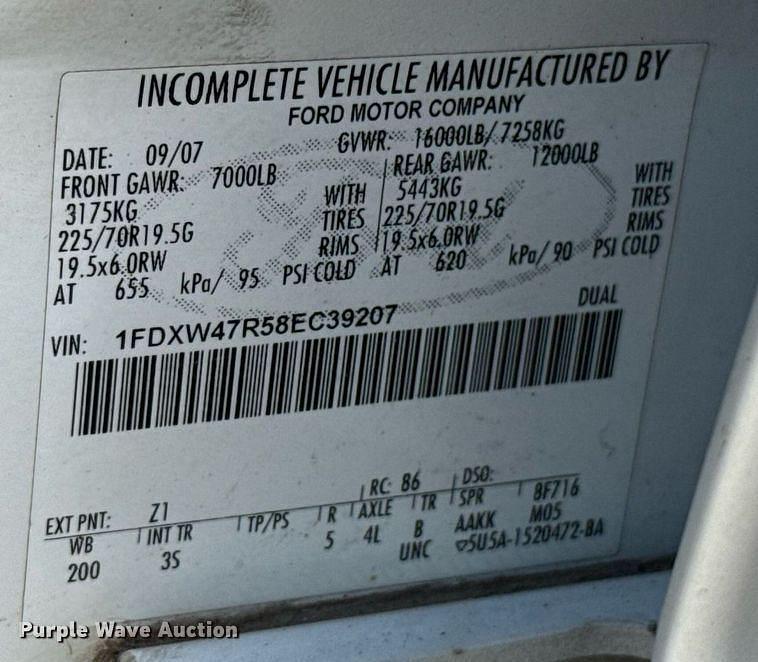 INCOMPLETE VEHICLE MANUFACTURED BY
FORD MOTOR COMPANY
DATE: 09/07 GVWR: 16000LB/ 7258KG
FRONT GAWR: 7000LB REAR GAWR: 12000LB
3175KG WITH 5443KG WITH
225/70R19.5G TIRES 225/70R19.5G TIRES
19.5x6.0RW RIMS 19.5x6.0RW RIMS
AT 655 kPa/ 95 PSI COLD AT 620 kPa/ 90 PSI COLD
VIN: 1FDXW47R58EC39207 DUAL
EXT PNT: Z1 RC: 86 DSO:
WB INT TR TP/PS R AXLE TR SPR 8F716
200 3S 5 4L B AAKK M05
UNC ▽5U5A-1520472-BA
Purple Wave Auction